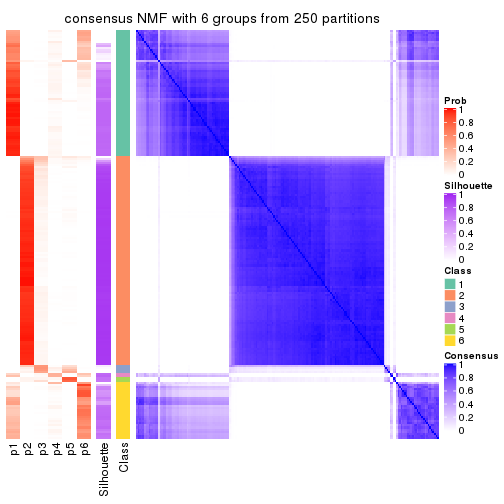 consensus NMF with 6 groups from 250 partitions
Prob
1
0.8
0.6
0.4
0.2
0
Silhouette
1
0.8
0.6
0.4
0.2
0
Class
1
2
3
4
5
6
Consensus
1
0.8
0.6
0.4
0.2
0
p1
p2
p3
p4
p5
p6
Silhouette
Class